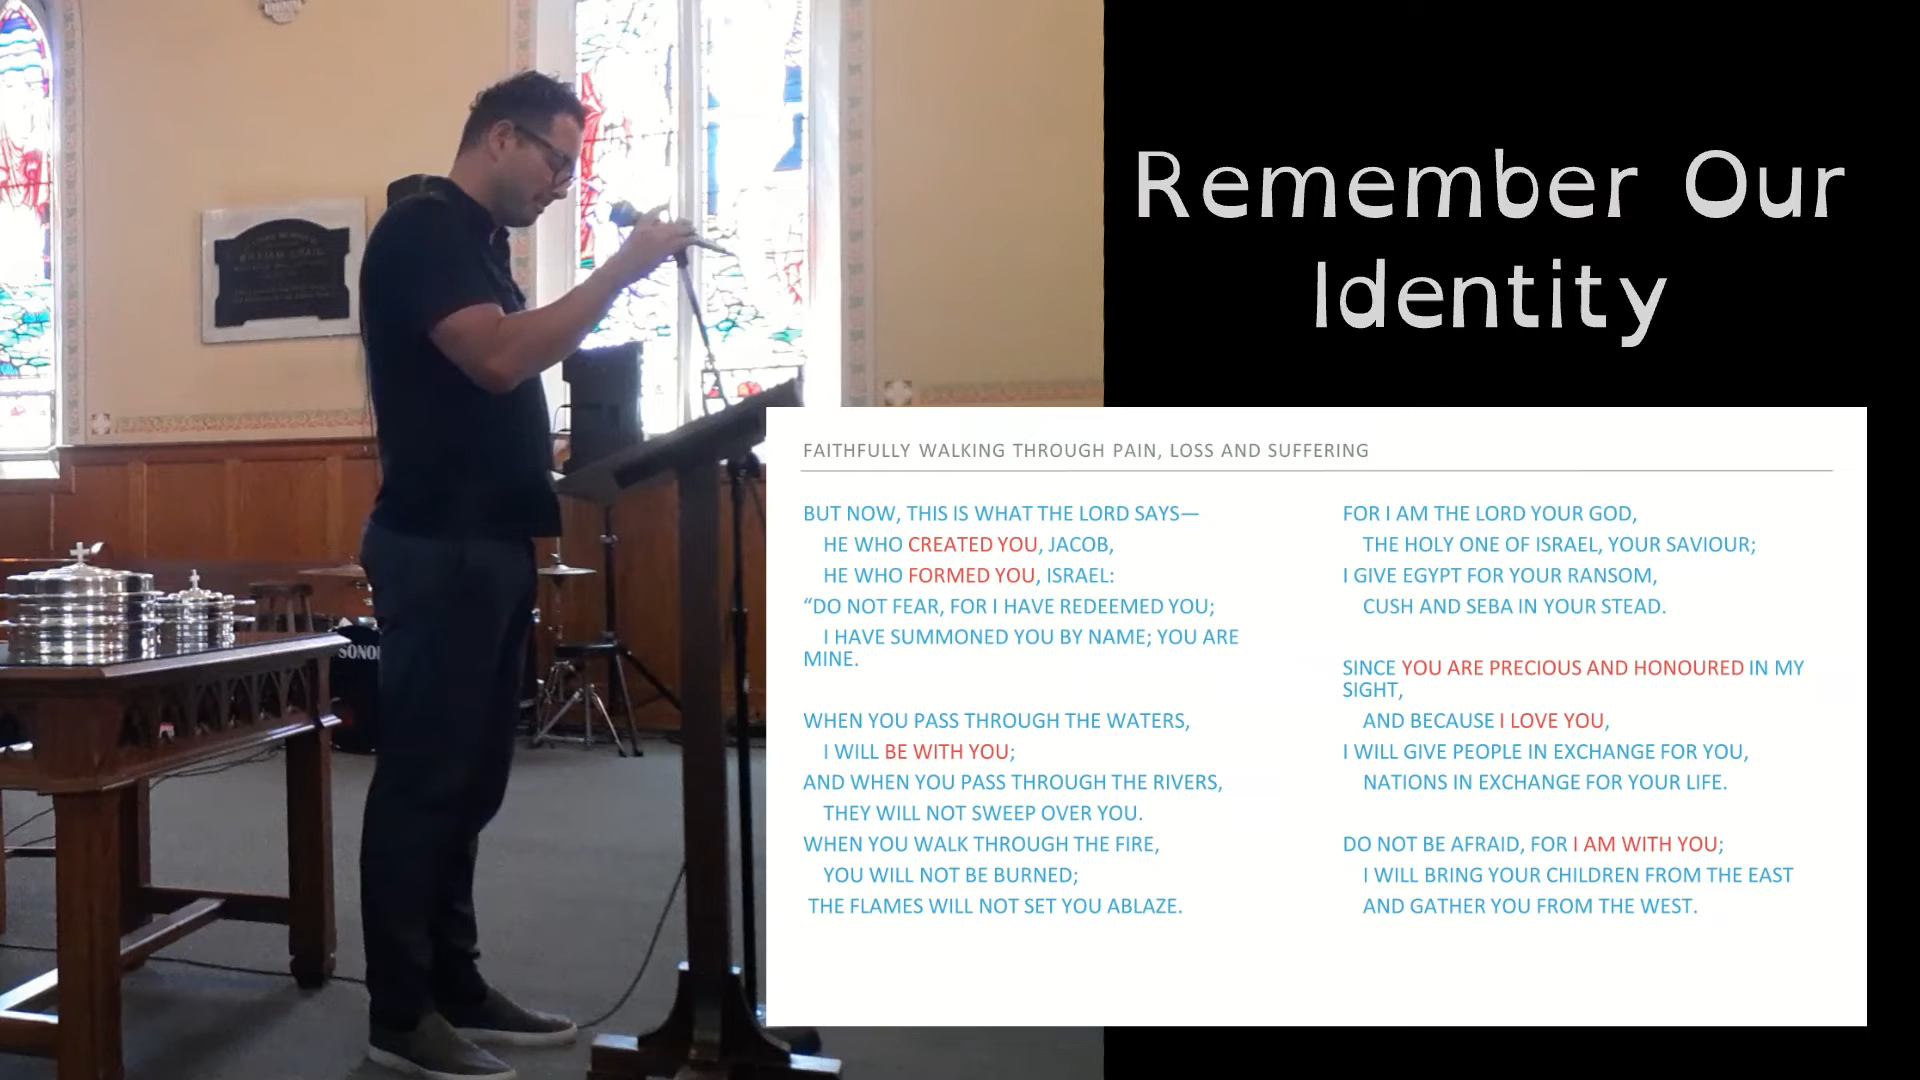 Remember Our
Identity
FAITHFULLY WALKING THROUGH PAIN, LOSS AND SUFFERING
BUT NOW, THIS IS WHAT THE LORD SAYS—
HE WHO CREATED YOU, JACOB,
HE WHO FORMED YOU, ISRAEL:
“DO NOT FEAR, FOR I HAVE REDEEMED YOU;
I HAVE SUMMONED YOU BY NAME; YOU ARE
MINE.
WHEN YOU PASS THROUGH THE WATERS,
I WILL BE WITH YOU;
AND WHEN YOU PASS THROUGH THE RIVERS,
THEY WILL NOT SWEEP OVER YOU.
WHEN YOU WALK THROUGH THE FIRE,
YOU WILL NOT BE BURNED;
THE FLAMES WILL NOT SET YOU ABLAZE.
FOR I AM THE LORD YOUR GOD,
THE HOLY ONE OF ISRAEL, YOUR SAVIOUR;
I GIVE EGYPT FOR YOUR RANSOM,
CUSH AND SEBA IN YOUR STEAD.
SINCE YOU ARE PRECIOUS AND HONOURED IN MY
SIGHT,
AND BECAUSE I LOVE YOU,
I WILL GIVE PEOPLE IN EXCHANGE FOR YOU,
NATIONS IN EXCHANGE FOR YOUR LIFE.
DO NOT BE AFRAID, FOR I AM WITH YOU;
I WILL BRING YOUR CHILDREN FROM THE EAST
AND GATHER YOU FROM THE WEST.
SONO